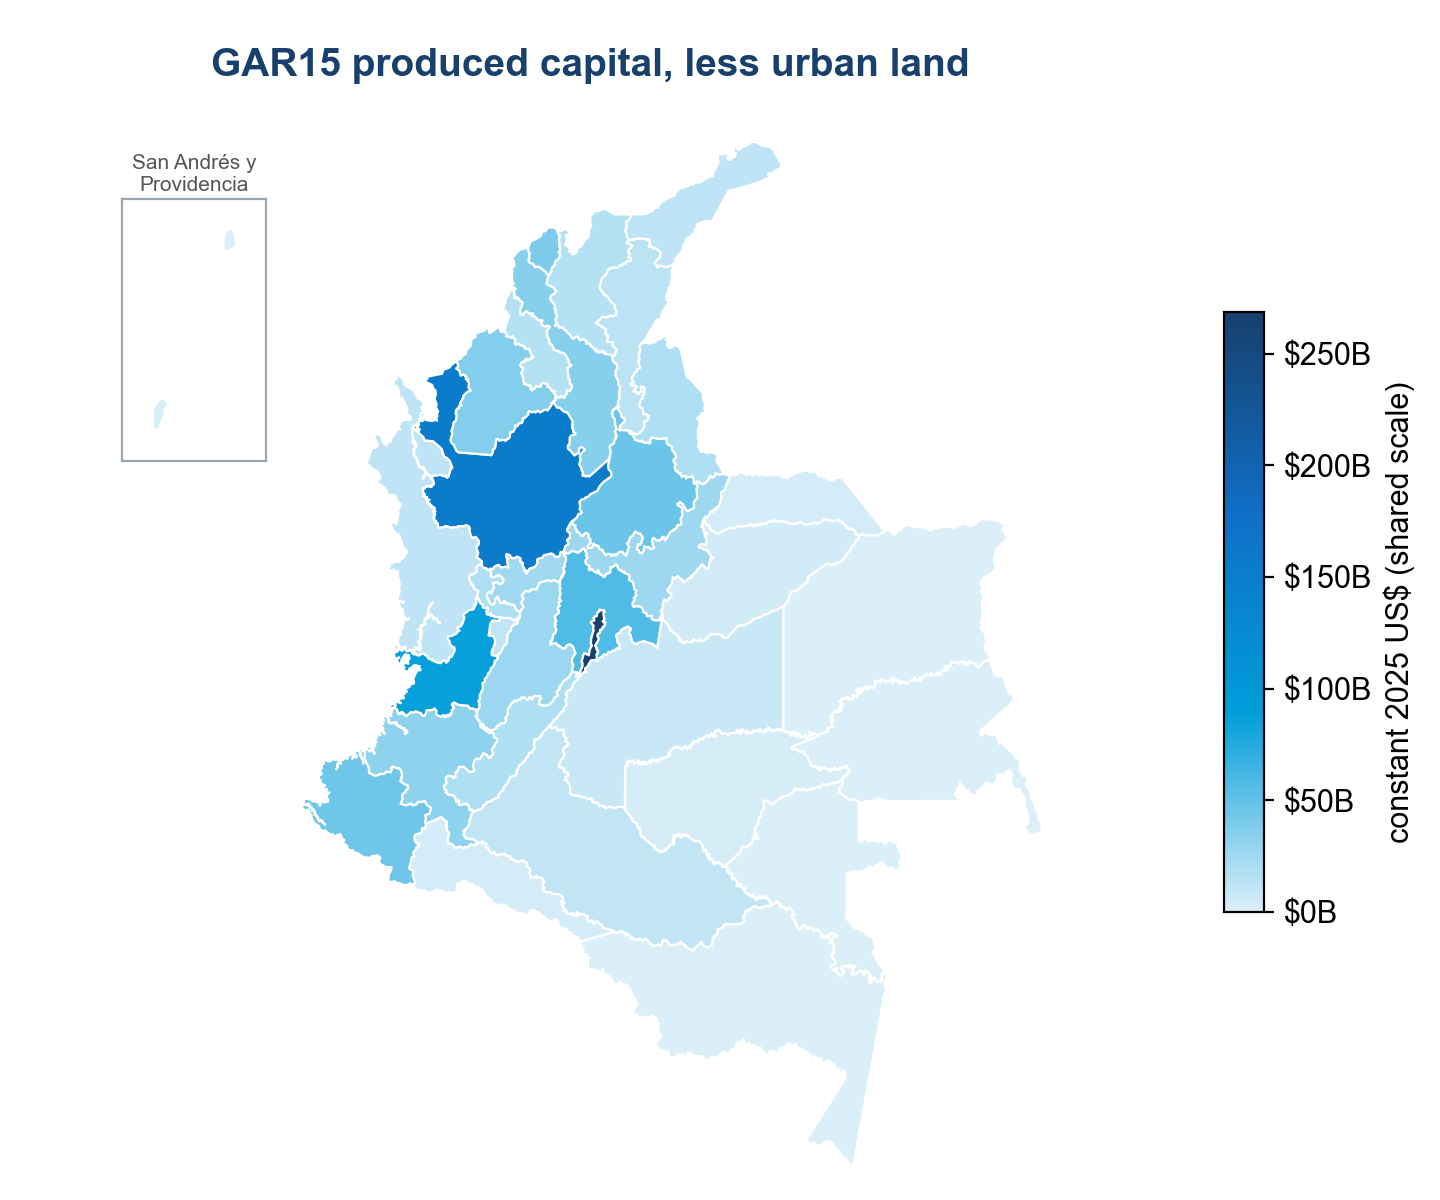 GAR15 produced capital, less urban land
San Andrés y
Providencia
$250B
$200B
$150B
$100B
$50B
$0B
constant 2025 US$ (shared scale)